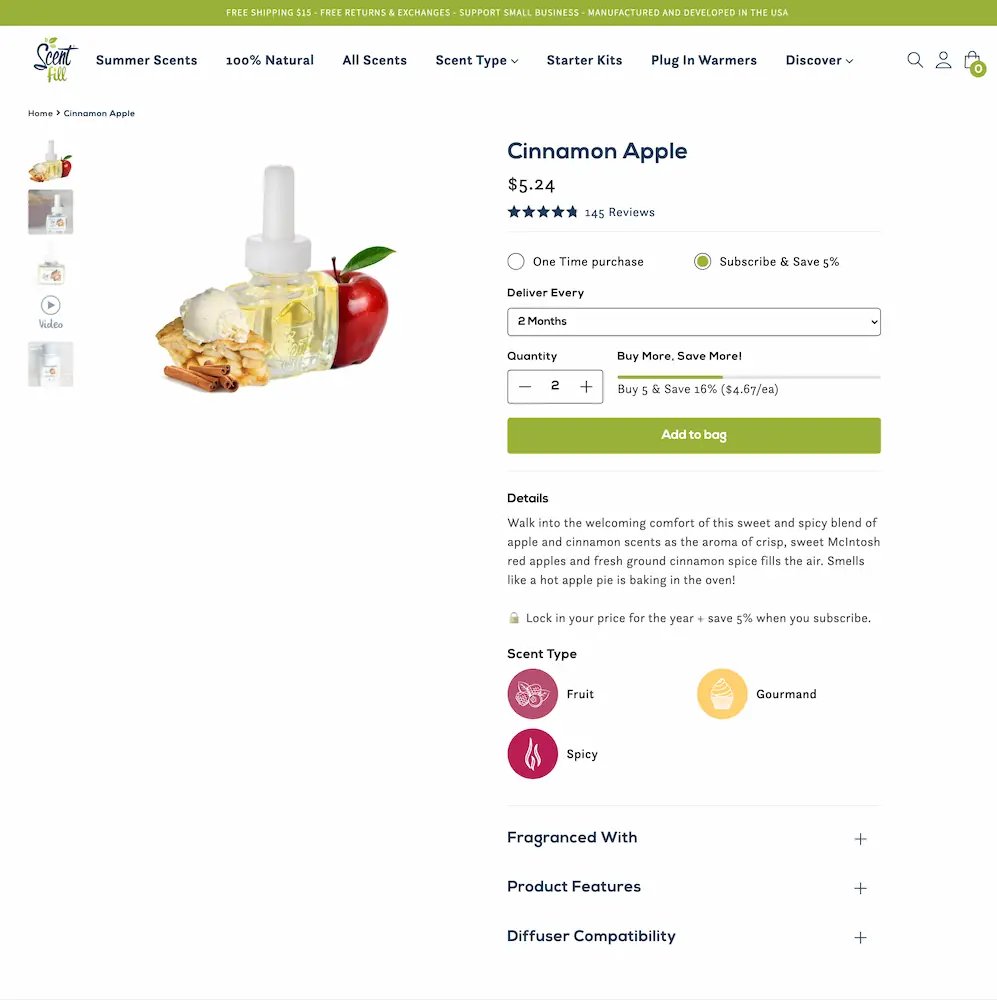 FREE SHIPPING $15 - FREE RETURNS & EXCHANGES - SUPPORT SMALL BUSINESS - MANUFACTURED AND DEVELOPED IN THE USA
Scent fill
Summer Scents
100% Natural
All Scents
Scent Type
Starter Kits
Plug In Warmers
Discover
0
Home > Cinnamon Apple
Video
Cinnamon Apple
$5.24
145 Reviews
One Time purchase
Subscribe & Save 5%
Deliver Every
2 Months
Quantity
Buy More, Save More!
2
Buy 5 & Save 16% ($4.67/ea)
Add to bag
Details
Walk into the welcoming comfort of this sweet and spicy blend of
apple and cinnamon scents as the aroma of crisp, sweet McIntosh
red apples and fresh ground cinnamon spice fills the air. Smells
like a hot apple pie is baking in the oven!
Lock in your price for the year + save 5% when you subscribe.
Scent Type
Fruit
Gourmand
Spicy
Fragranced With
Product Features
Diffuser Compatibility